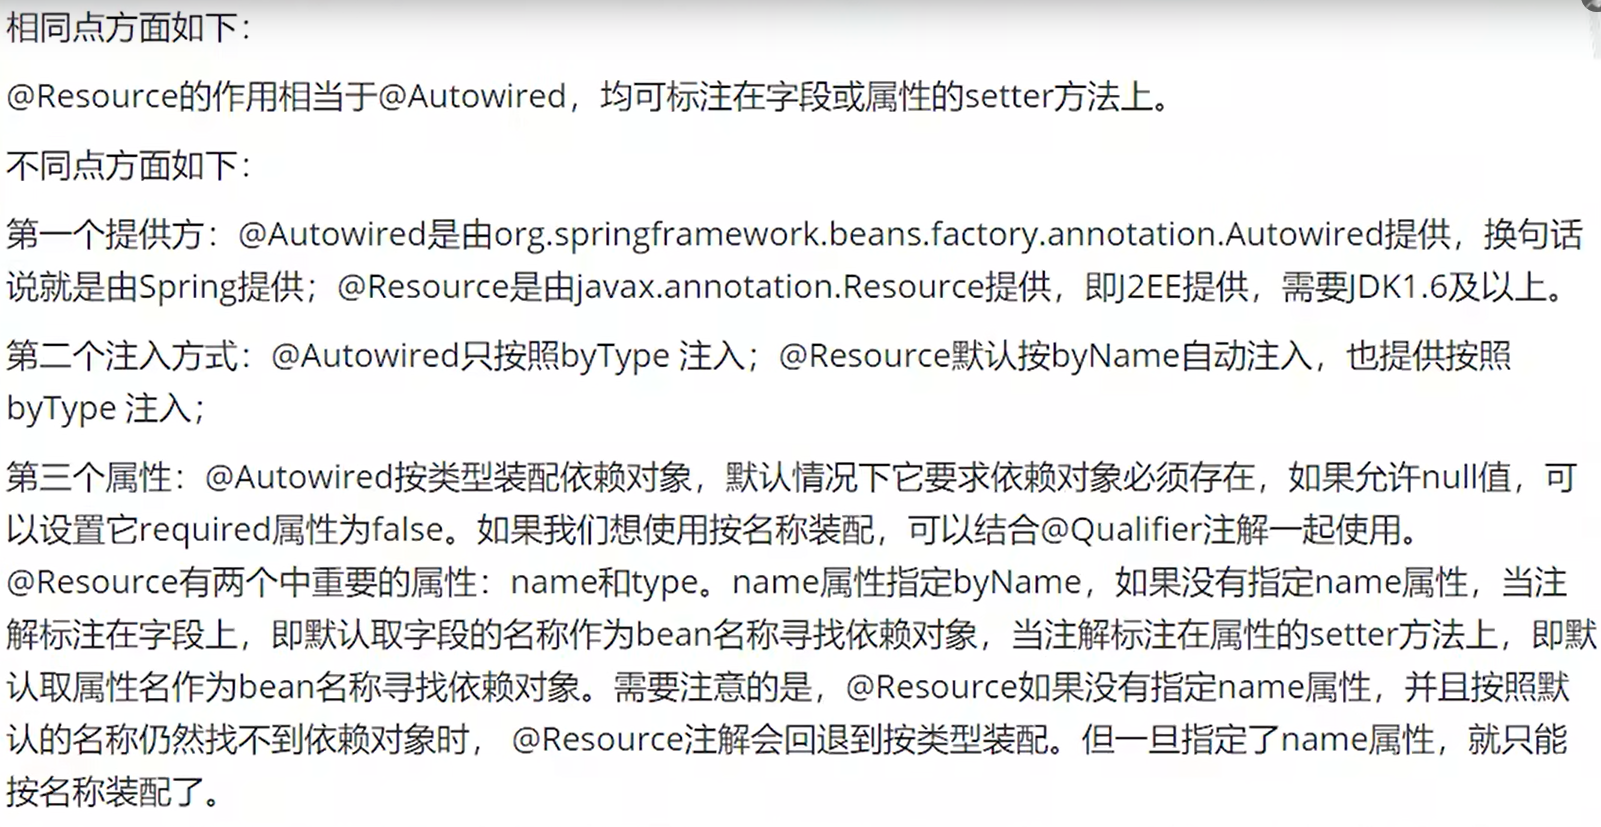 相同点方面如下：
@Resource的作用相当于@Autowired，均可标注在字段或属性的setter方法上。
不同点方面如下：
第一个提供方：@Autowired是由org.springframework.beans.factory.annotation.Autowired提供，换句话
说就是由Spring提供；@Resource是由javax.annotation.Resource提供，即J2EE提供，需要JDK1.6及以上。
第二个注入方式：@Autowired只按照byType 注入；@Resource默认按byName自动注入，也提供按照
byType 注入；
第三个属性：@Autowired按类型装配依赖对象，默认情况下它要求依赖对象必须存在，如果允许null值，可
以设置它required属性为false。如果我们想使用按名称装配，可以结合@Qualifier注解一起使用。
@Resource有两个中重要的属性：name和type。name属性指定byName，如果没有指定name属性，当注
解标注在字段上，即默认取字段的名称作为bean名称寻找依赖对象，当注解标注在属性的setter方法上，即默
认取属性名作为bean名称寻找依赖对象。需要注意的是，@Resource如果没有指定name属性，并且按照默
认的名称仍然找不到依赖对象时， @Resource注解会回退到按类型装配。但一旦指定了name属性，就只能
按名称装配了。